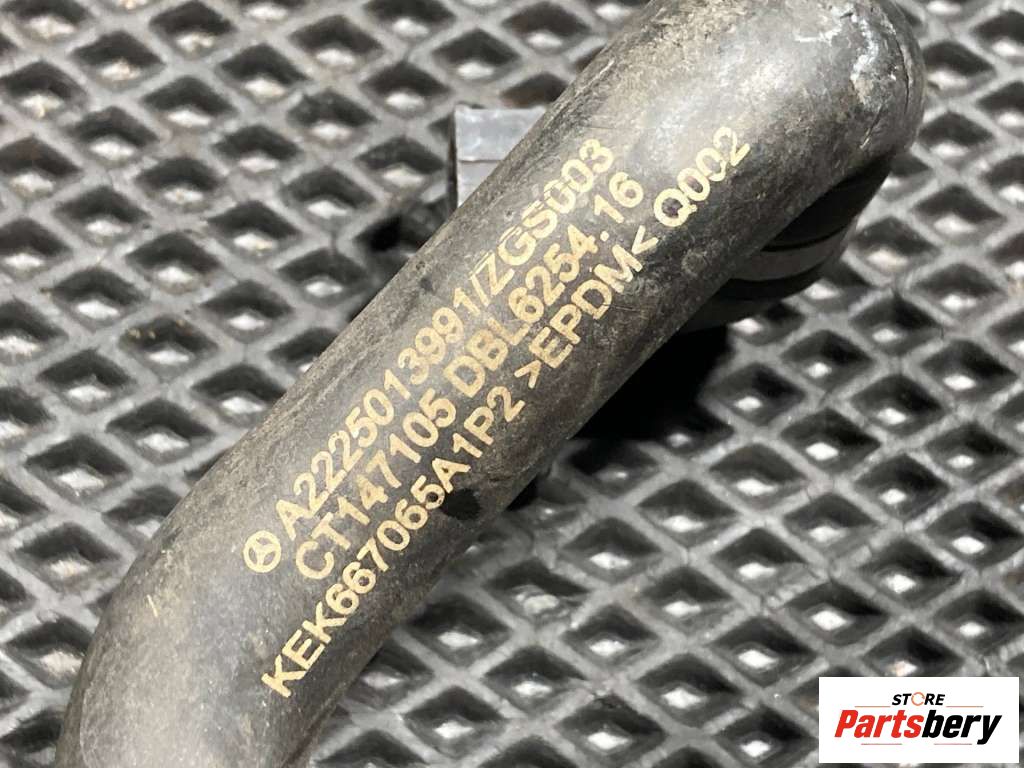 A2225013991/ZGS003
CT147105 DBL6254.16
KEK667065A1P2 >EPDM< Q002
STORE
Partsbery